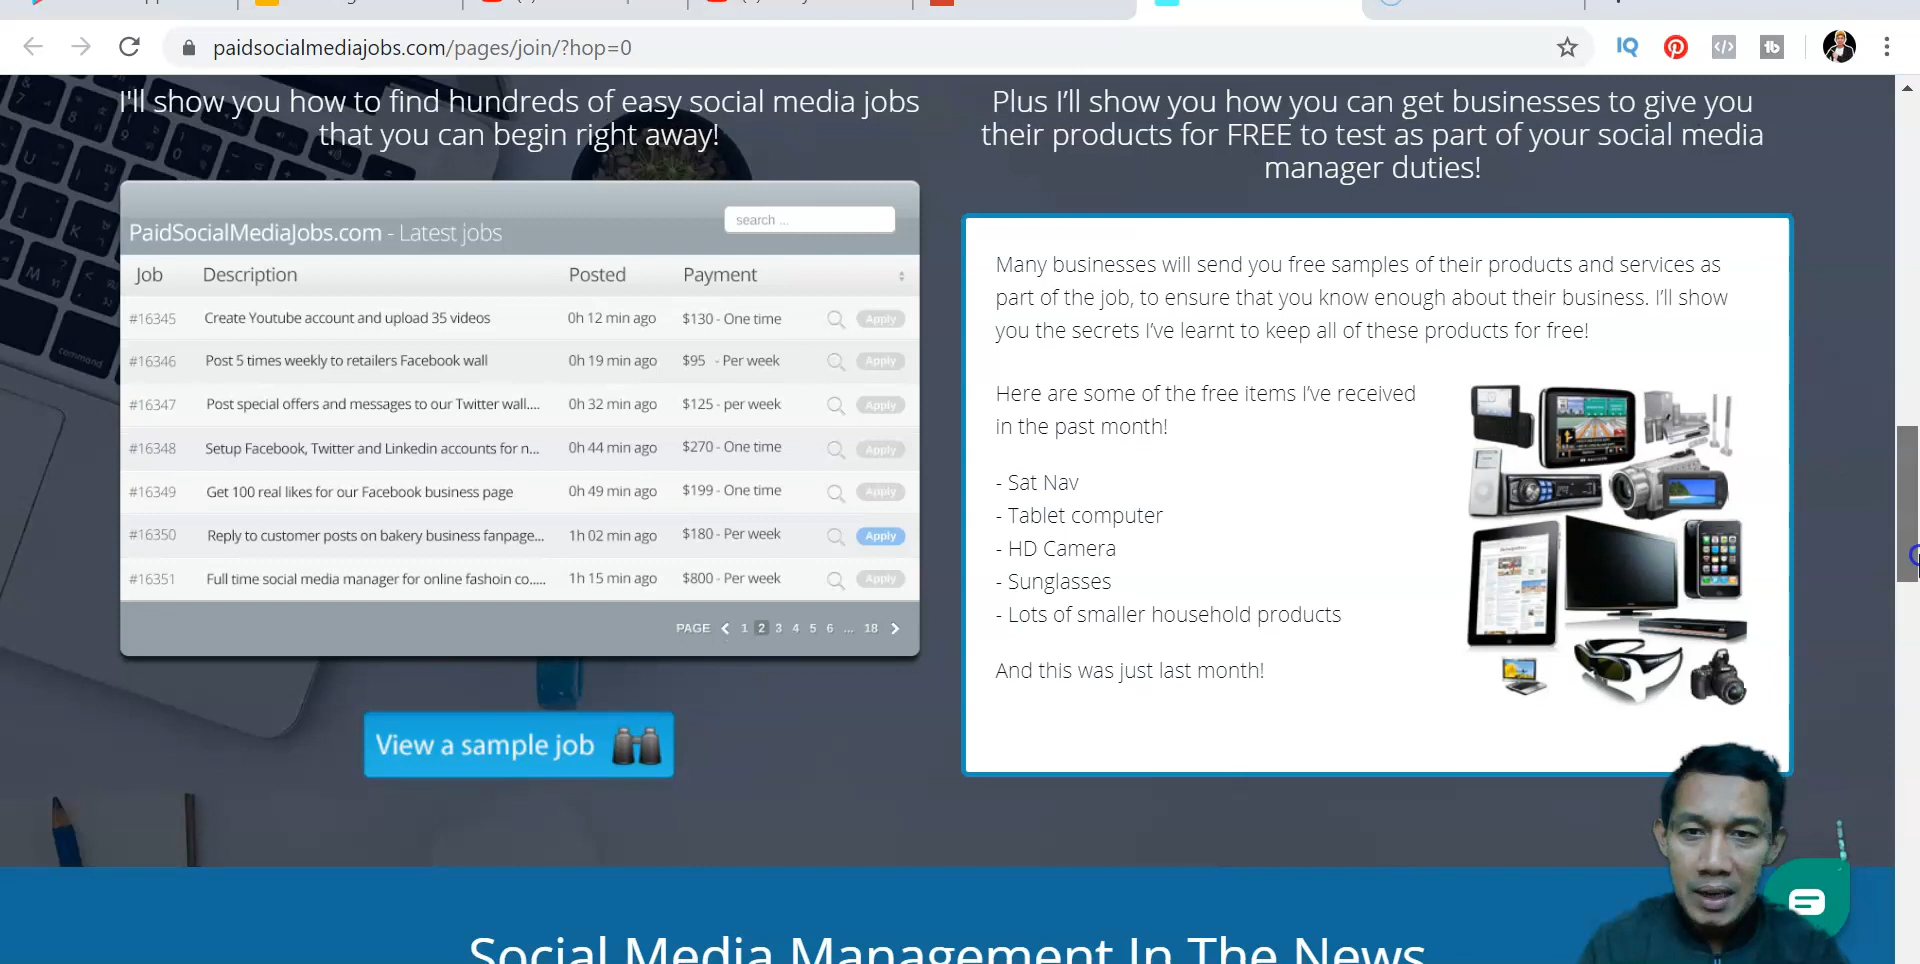 paidsocialmediajobs.com/pages/join/?hop=0
IQ
tb
I'll show you how to find hundreds of easy social media jobs
that you can begin right away!
PaidSocialMediaJobs.com - Latest jobs
search ...
Job Description Posted Payment
#16345 Create Youtube account and upload 35 videos 0h 12 min ago $130 - One time Apply
#16346 Post 5 times weekly to retailers Facebook wall 0h 19 min ago $95 - Per week Apply
#16347 Post special offers and messages to our Twitter wall.... 0h 32 min ago $125 - per week Apply
#16348 Setup Facebook, Twitter and Linkedin accounts for n... 0h 44 min ago $270 - One time Apply
#16349 Get 100 real likes for our Facebook business page 0h 49 min ago $199 - One time Apply
#16350 Reply to customer posts on bakery business fanpage... 1h 02 min ago $180 - Per week Apply
#16351 Full time social media manager for online fashoin co..... 1h 15 min ago $800 - Per week Apply
PAGE 1 2 3 4 5 6 ... 18
View a sample job
Plus I’ll show you how you can get businesses to give you
their products for FREE to test as part of your social media
manager duties!
Many businesses will send you free samples of their products and services as
part of the job, to ensure that you know enough about their business. I’ll show
you the secrets I’ve learnt to keep all of these products for free!
Here are some of the free items I’ve received
in the past month!
- Sat Nav
- Tablet computer
- HD Camera
- Sunglasses
- Lots of smaller household products
And this was just last month!
Social Media Management In The News